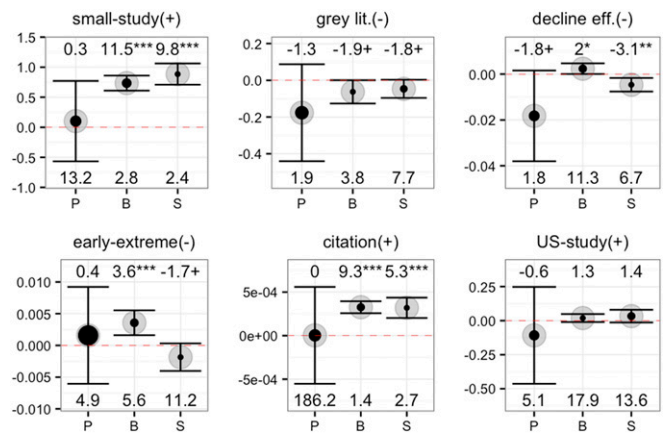 small-study(+)
0.3 11.5*** 9.8***
1.5
1.0
0.5
0.0
-0.5
-1.0
13.2 2.8 2.4
P B S
grey lit.(-)
-1.3 -1.9+ -1.8+
0.2
0.0
-0.2
-0.4
1.9 3.8 7.7
P B S
decline eff.(-)
-1.8+ 2* -3.1**
0.00
-0.02
-0.04
1.8 11.3 6.7
P B S
early-extreme(-)
0.4 3.6*** -1.7+
0.010
0.005
0.000
-0.005
-0.010
4.9 5.6 11.2
P B S
citation(+)
0 9.3*** 5.3***
5e-04
0e+00
-5e-04
186.2 1.4 2.7
P B S
US-study(+)
-0.6 1.3 1.4
0.25
0.00
-0.25
-0.50
5.1 17.9 13.6
P B S